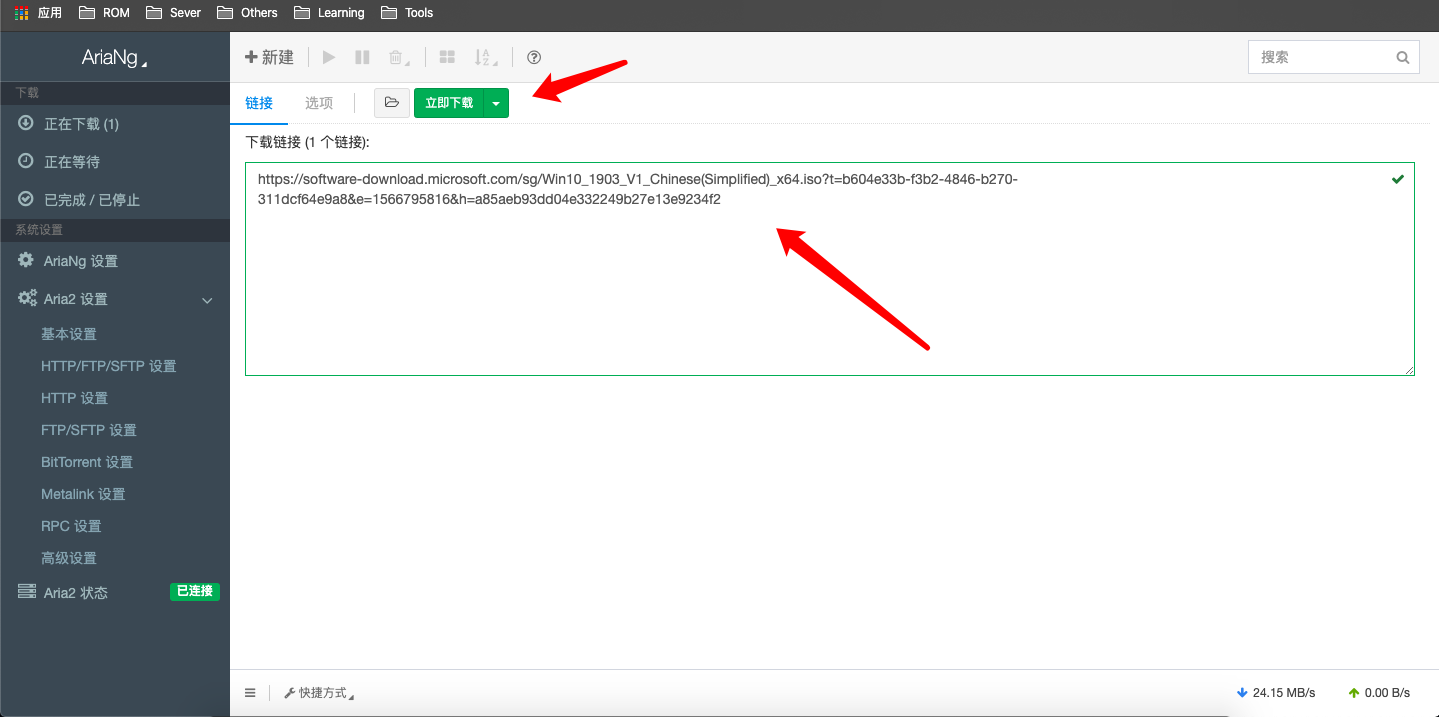 应用 ROM Sever Others Learning Tools
AriaNg
新建
搜索
下载
正在下载 (1)
正在等待
已完成 / 已停止
系统设置
AriaNg 设置
Aria2 设置
基本设置
HTTP/FTP/SFTP 设置
HTTP 设置
FTP/SFTP 设置
BitTorrent 设置
Metalink 设置
RPC 设置
高级设置
Aria2 状态 已连接
链接 选项 立即下载
下载链接 (1 个链接):
https://software-download.microsoft.com/sg/Win10_1903_V1_Chinese(Simplified)_x64.iso?t=b604e33b-f3b2-4846-b270-
311dcf64e9a8&e=1566795816&h=a85aeb93dd04e332249b27e13e9234f2
快捷方式 24.15 MB/s 0.00 B/s